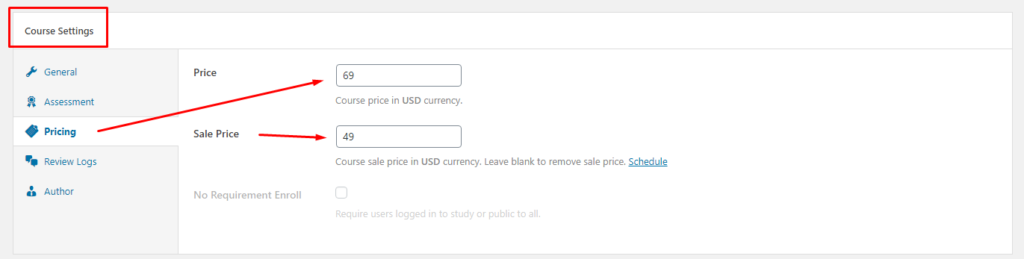 Course Settings
General
Assessment
Pricing
Review Logs
Author
Price
69
Course price in USD currency.
Sale Price
49
Course sale price in USD currency. Leave blank to remove sale price. Schedule
No Requirement Enroll
Require users logged in to study or public to all.